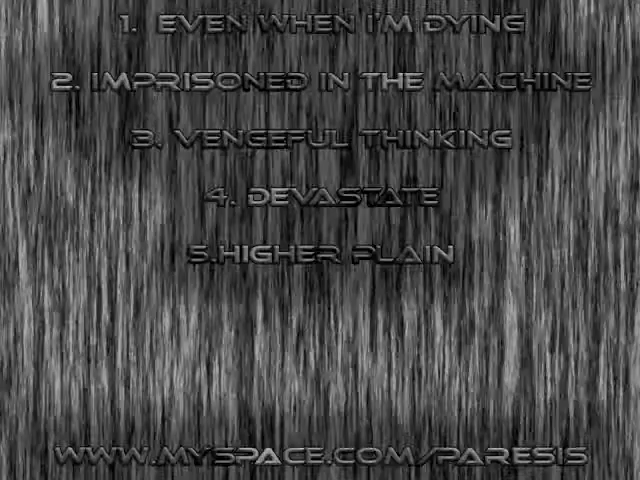 1. EVEN WHEN I'M DYING
2. IMPRISONED IN THE MACHINE
3. VENGEFUL THINKING
4. DEVASTATE
5.HIGHER PLAIN
WWW.MYSPACE.COM/PARESIS